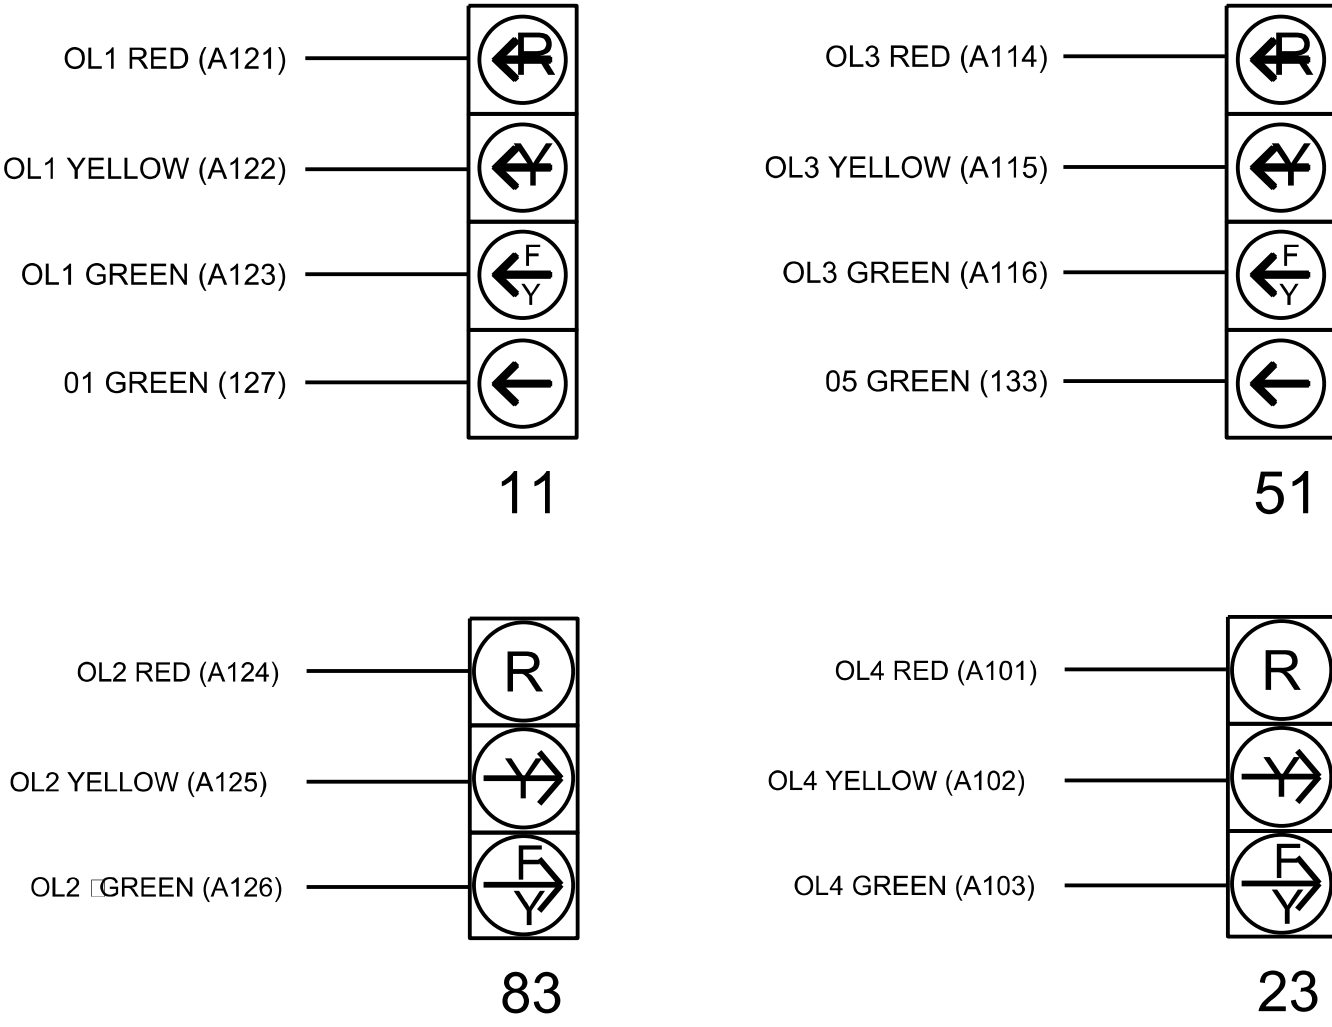 OL1 RED (A121)
R
OL1 YELLOW (A122)
Y
OL1 GREEN (A123)
F
Y
01 GREEN (127)
11
OL3 RED (A114)
R
OL3 YELLOW (A115)
Y
OL3 GREEN (A116)
F
Y
05 GREEN (133)
51
OL2 RED (A124)
R
OL2 YELLOW (A125)
Y
OL2 □GREEN (A126)
F
Y
83
OL4 RED (A101)
R
OL4 YELLOW (A102)
Y
OL4 GREEN (A103)
F
Y
23